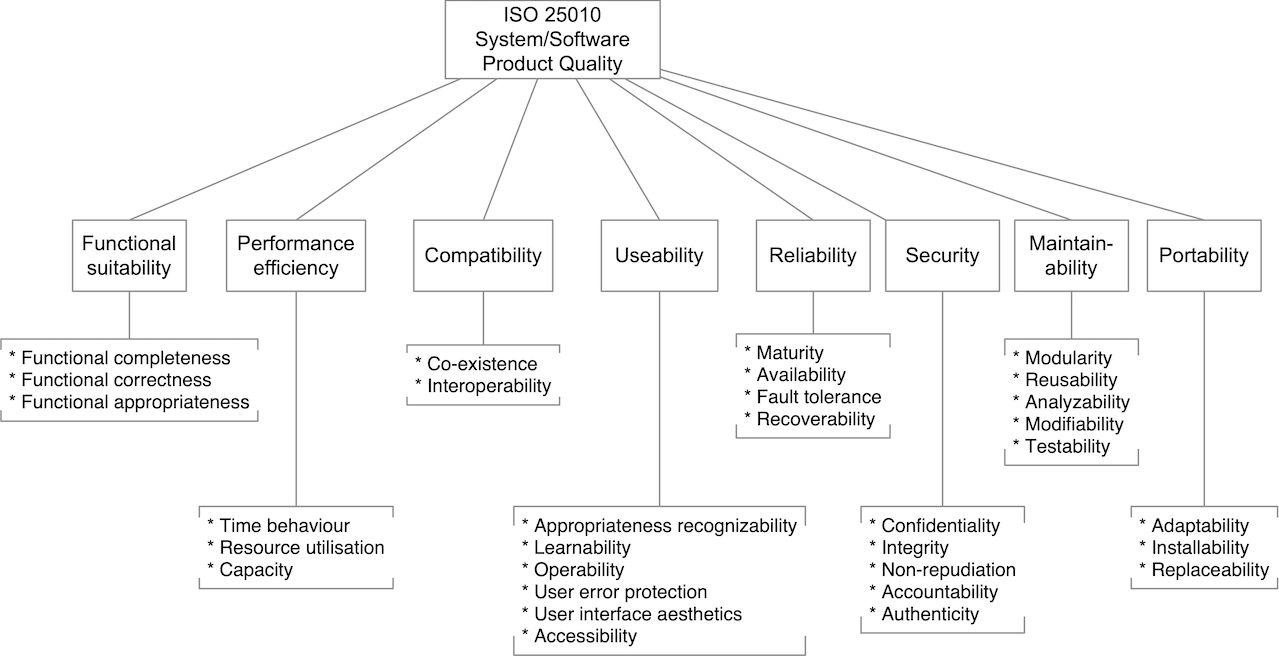 ISO 25010
System/Software
Product Quality
Functional
suitability
Performance
efficiency
Compatibility
Useability
Reliability
Security
Maintain-
ability
Portability
* Functional completeness
* Functional correctness
* Functional appropriateness
* Co-existence
* Interoperability
* Maturity
* Availability
* Fault tolerance
* Recoverability
* Modularity
* Reusability
* Analyzability
* Modifiability
* Testability
* Time behaviour
* Resource utilisation
* Capacity
* Appropriateness recognizability
* Learnability
* Operability
* User error protection
* User interface aesthetics
* Accessibility
* Confidentiality
* Integrity
* Non-repudiation
* Accountability
* Authenticity
* Adaptability
* Installability
* Replaceability